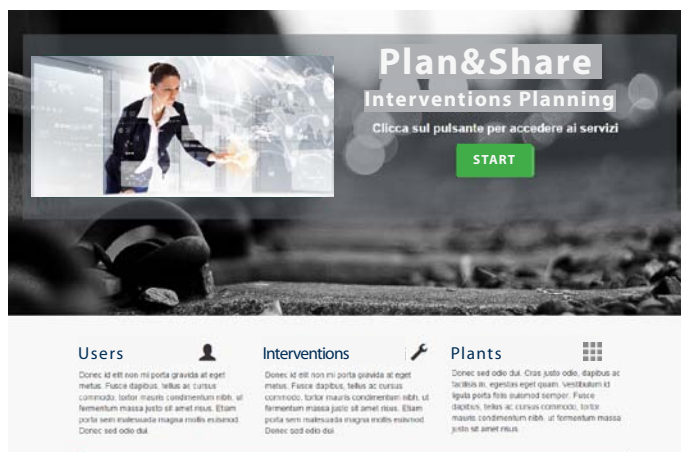 Plan&Share
Interventions Planning
Clicca sul pulsante per accedere ai servizi
START
Users
Donec id elit non mi porta gravida at eget
metus. Fusce dapibus, tellus ac cursus
commodo, tortor mauris condimentum nibh, ut
fermentum massa justo sit amet risus. Etiam
porta sem malesuada magna mollis euismod.
Donec sed odio dui.
Interventions
Donec id elit non mi porta gravida at eget
metus. Fusce dapibus, tellus ac cursus
commodo, tortor mauris condimentum nibh, ut
fermentum massa justo sit amet risus. Etiam
porta sem malesuada magna mollis euismod.
Donec sed odio dui.
Plants
Donec sed odio dui. Cras justo odio, dapibus ac
facilisis in, egestas eget quam. Vestibulum id
ligula porta felis euismod semper. Fusce
dapibus, tellus ac cursus commodo, tortor
mauris condimentum nibh, ut fermentum massa
justo sit amet risus.